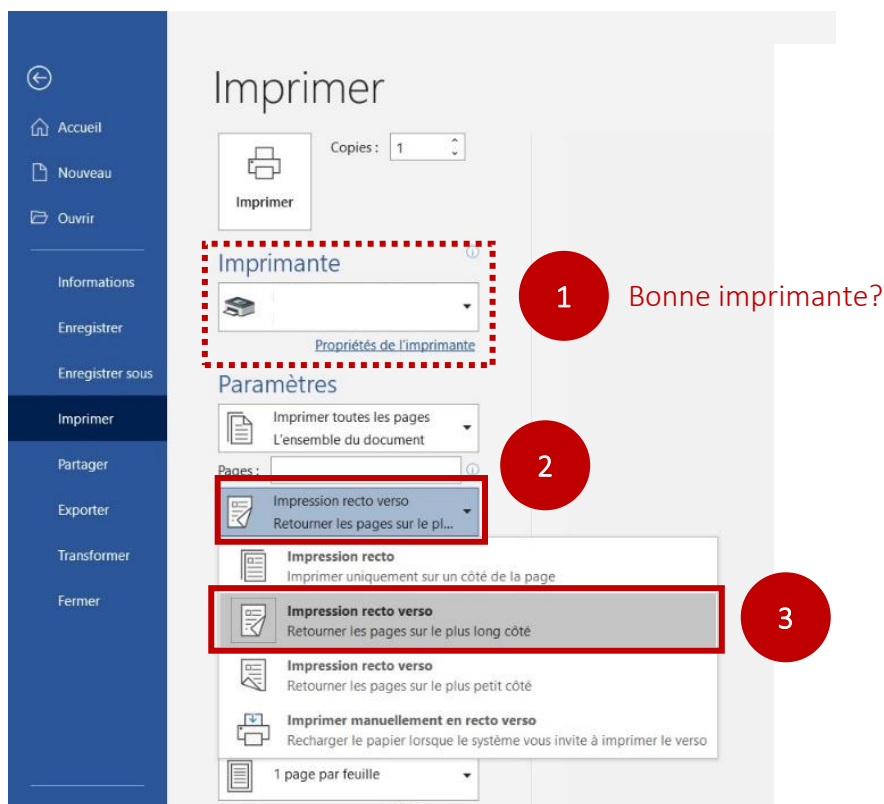 Accueil
Nouveau
Ouvrir
Informations
Enregistrer
Enregistrer sous
Imprimer
Partager
Exporter
Transformer
Fermer
Imprimer
Copies : 1
Imprimer
Imprimante
Propriétés de l'imprimante
1 Bonne imprimante?
Paramètres
Imprimer toutes les pages
L'ensemble du document
Pages :
2
Impression recto verso
Retourner les pages sur le pl...
Impression recto
Imprimer uniquement sur un côté de la page
Impression recto verso
Retourner les pages sur le plus long côté
3
Impression recto verso
Retourner les pages sur le plus petit côté
Imprimer manuellement en recto verso
Recharger le papier lorsque le système vous invite à imprimer le verso
1 page par feuille